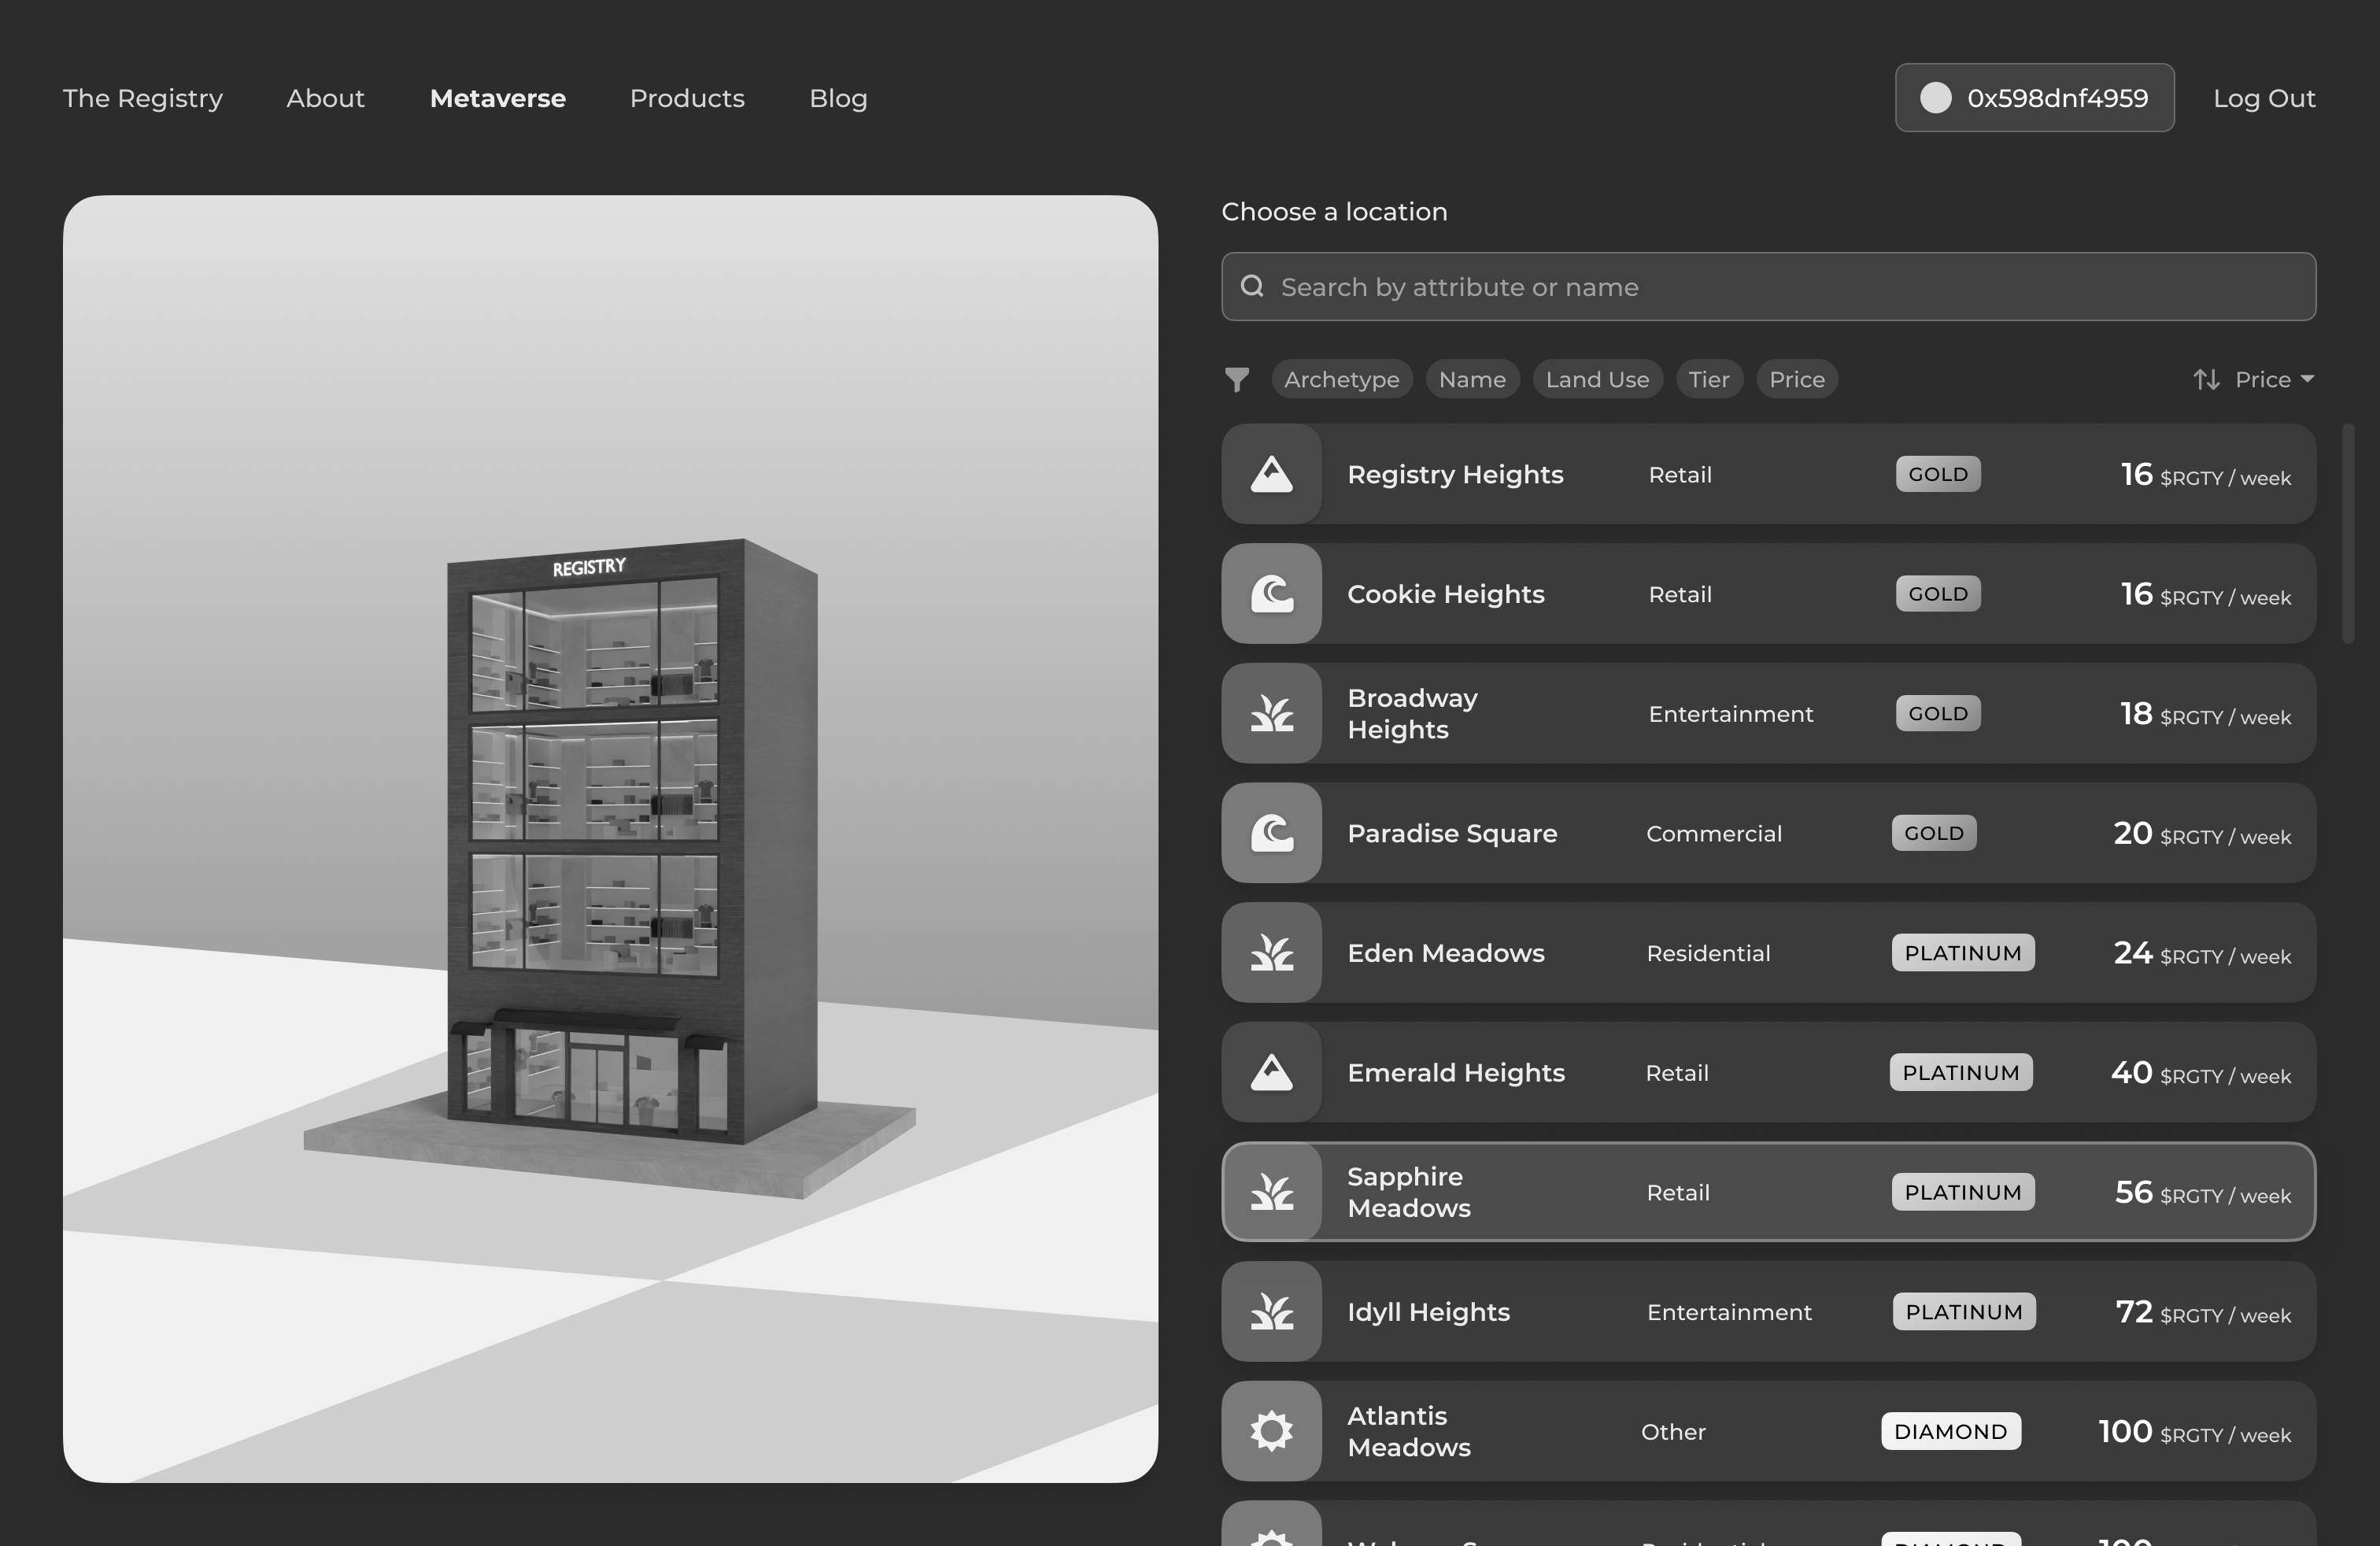 The Registry
About
Metaverse
Products
Blog
0x598dnf4959
Log Out
REGISTRY
Choose a location
Search by attribute or name
Archetype
Name
Land Use
Tier
Price
Price
Registry Heights
Retail
GOLD
16 $RGTY / week
Cookie Heights
Retail
GOLD
16 $RGTY / week
Broadway
Heights
Entertainment
GOLD
18 $RGTY / week
Paradise Square
Commercial
GOLD
20 $RGTY / week
Eden Meadows
Residential
PLATINUM
24 $RGTY / week
Emerald Heights
Retail
PLATINUM
40 $RGTY / week
Sapphire
Meadows
Retail
PLATINUM
56 $RGTY / week
Idyll Heights
Entertainment
PLATINUM
72 $RGTY / week
Atlantis
Meadows
Other
DIAMOND
100 $RGTY / week
DIAMOND